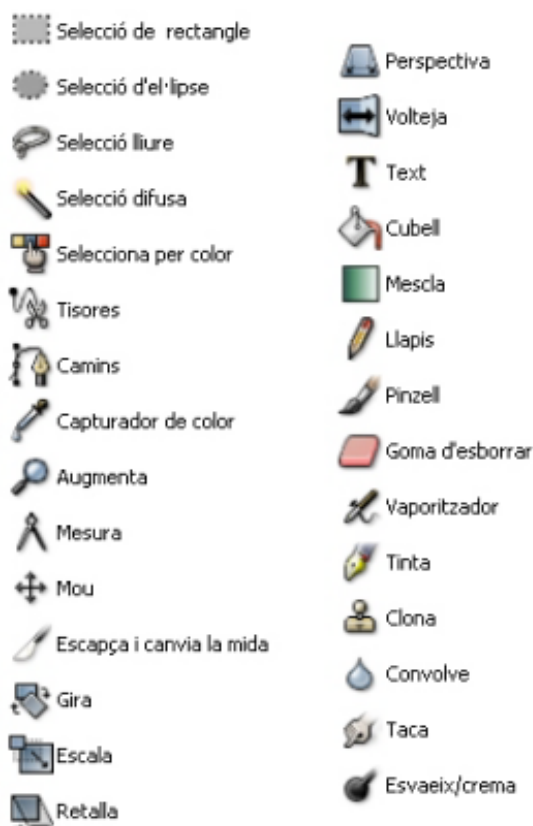 Selecció de rectangle
Selecció d'el·lipse
Selecció lliure
Selecció difusa
Selecciona per color
Tisores
Camins
Capturador de color
Augmenta
Mesura
Mou
Escapça i canvia la mida
Gira
Escala
Retalla
Perspectiva
Volteja
Text
Cubell
Mescla
Llapis
Pinzell
Goma d'esborrar
Vaporitzador
Tinta
Clona
Convolve
Taca
Esvaeix/crema